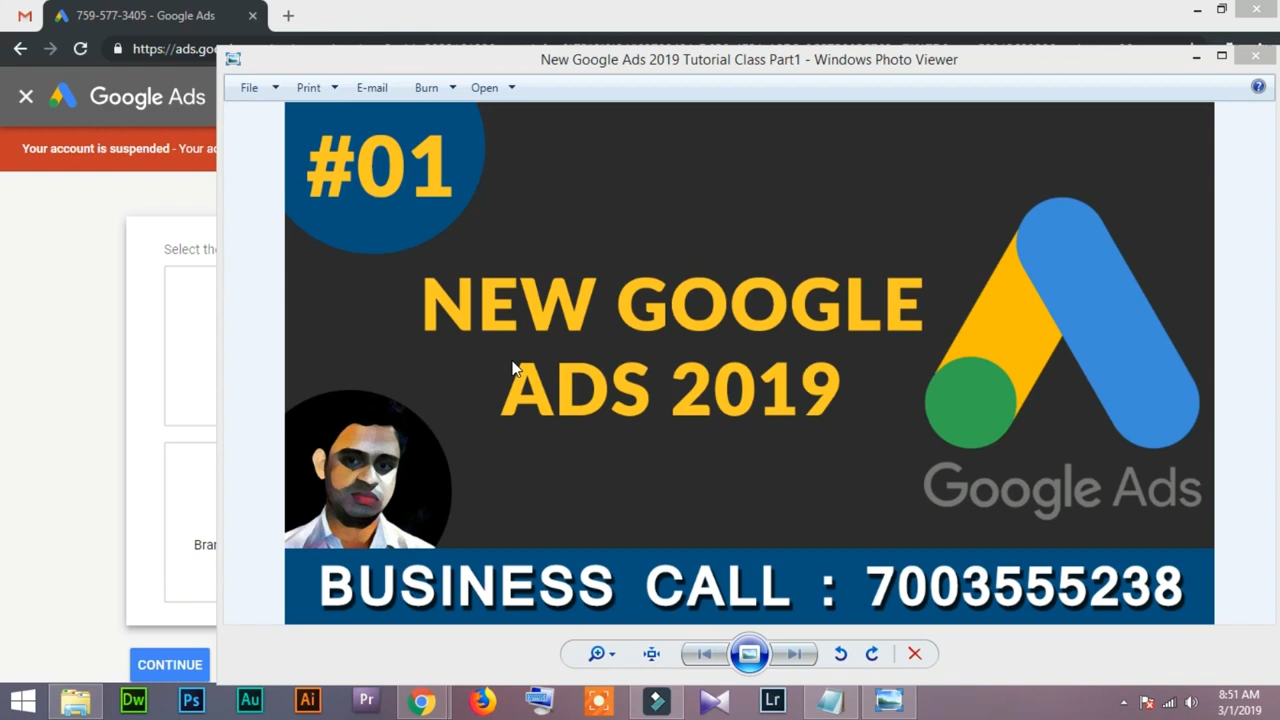 759-577-3405 - Google Ads
https://ads.goo
New Google Ads 2019 Tutorial Class Part1 - Windows Photo Viewer
File Print E-mail Burn Open
Google Ads
Your account is suspended - Your ac
Select the
Bran
CONTINUE
#01
NEW GOOGLE
ADS 2019
Google Ads
BUSINESS CALL : 7003555238
Dw Ps Au Ai Pr Lr
8:51 AM
3/1/2019